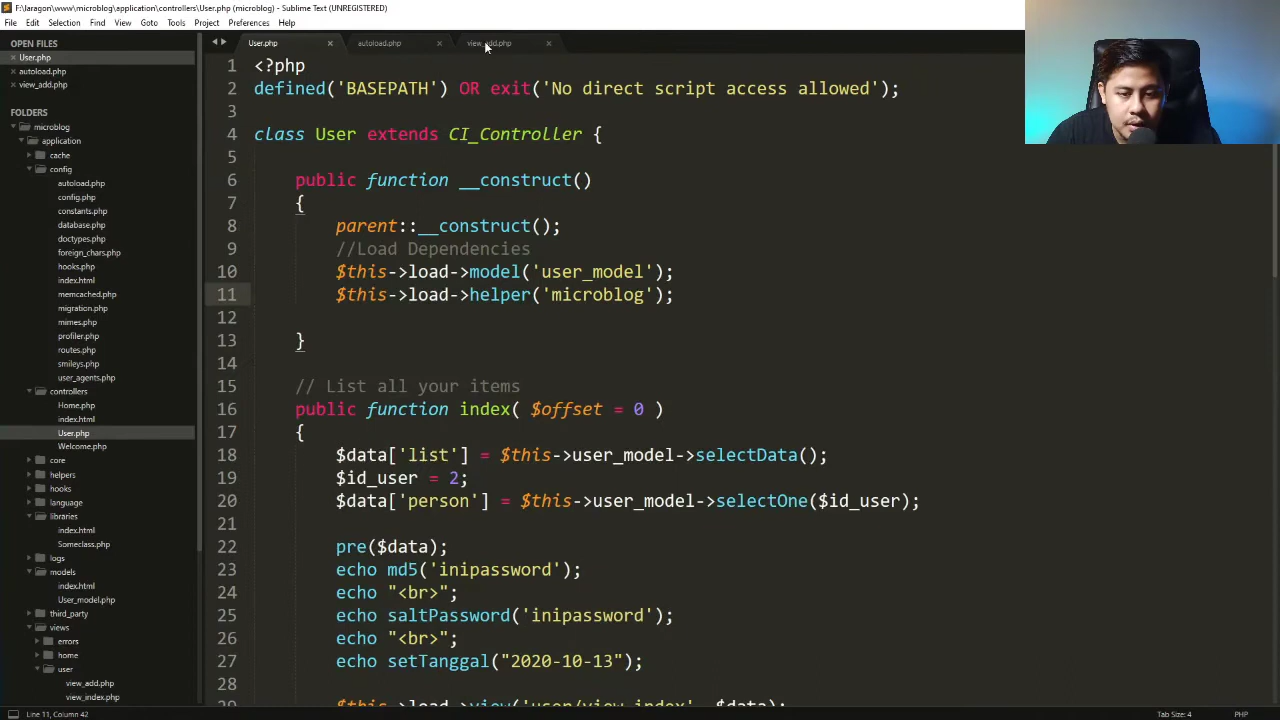 F:\laragon\www\microblog\application\controllers\User.php (microblog) - Sublime Text (UNREGISTERED)
File Edit Selection Find View Goto Tools Project Preferences Help
OPEN FILES
User.php
autoload.php
view_add.php
FOLDERS
microblog
application
cache
config
autoload.php
config.php
constants.php
database.php
doctypes.php
foreign_chars.php
hooks.php
index.html
memcached.php
migration.php
mimes.php
profiler.php
routes.php
smileys.php
user_agents.php
controllers
Home.php
index.html
User.php
Welcome.php
core
helpers
hooks
language
libraries
index.html
Someclass.php
logs
models
index.html
User_model.php
third_party
views
errors
home
user
view_add.php
view_index.php
User.php autoload.php view_add.php
1 <?php
2 defined('BASEPATH') OR exit('No direct script access allowed');
3
4 class User extends CI_Controller {
5
6 public function __construct()
7 {
8 parent::__construct();
9 //Load Dependencies
10 $this->load->model('user_model');
11 $this->load->helper('microblog');
12
13 }
14
15 // List all your items
16 public function index( $offset = 0 )
17 {
18 $data['list'] = $this->user_model->selectData();
19 $id_user = 2;
20 $data['person'] = $this->user_model->selectOne($id_user);
21
22 pre($data);
23 echo md5('inipassword');
24 echo "<br>";
25 echo saltPassword('inipassword');
26 echo "<br>";
27 echo setTanggal("2020-10-13");
28
29 $this->load->view('user/view_index', $data);
Line 11, Column 42
Tab Size: 4
PHP